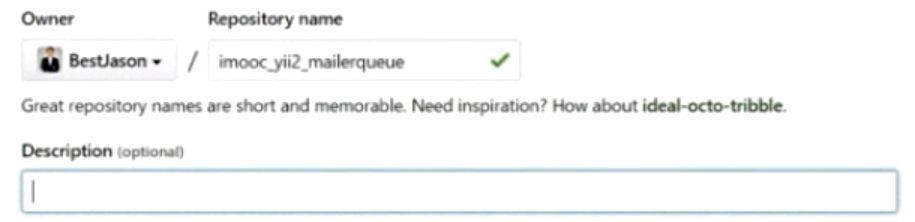 Owner Repository name
BestJason / imooc_yii2_mailerqueue
Great repository names are short and memorable. Need inspiration? How about ideal-octo-tribble.
Description (optional)